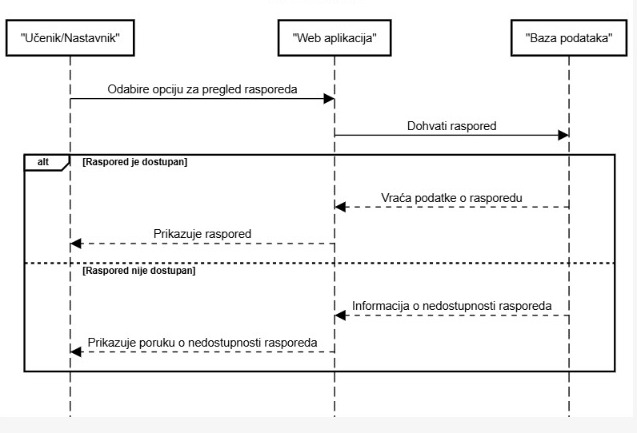 "Učenik/Nastavnik"
"Web aplikacija"
"Baza podataka"
Odabire opciju za pregled rasporeda
Dohvati raspored
alt
[Raspored je dostupan]
Vraća podatke o rasporedu
Prikazuje raspored
[Raspored nije dostupan]
Informacija o nedostupnosti rasporeda
Prikazuje poruku o nedostupnosti rasporeda